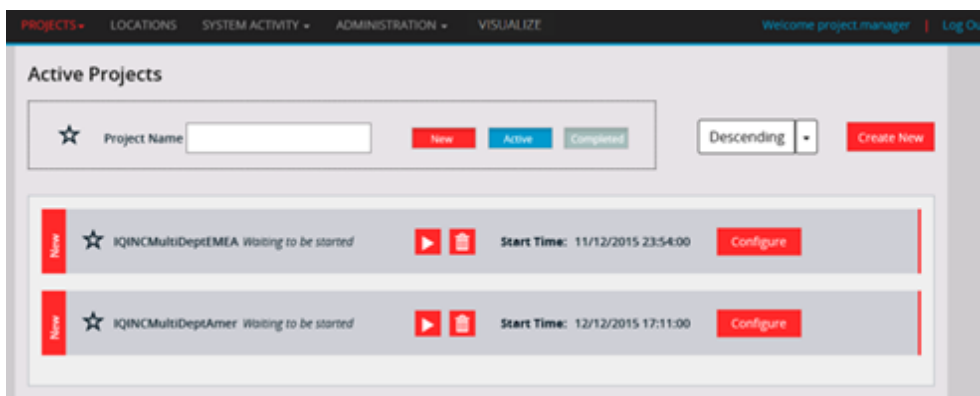 PROJECTS LOCATIONS SYSTEM ACTIVITY ADMINISTRATION VISUALIZE Welcome project.manager | Log Ou
Active Projects
Project Name New Active Completed Descending Create New
New IQINCMultiDeptEMEA Waiting to be started Start Time: 11/12/2015 23:54:00 Configure
New IQINCMultiDeptAmer Waiting to be started Start Time: 12/12/2015 17:11:00 Configure